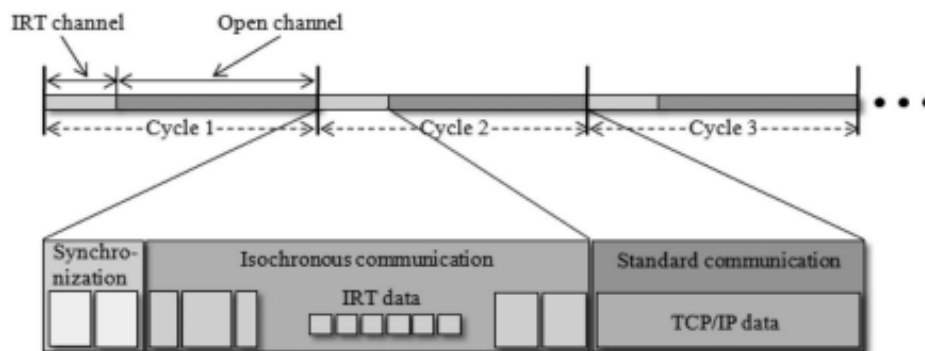 IRT channel
Open channel
Cycle 1
Cycle 2
Cycle 3
Synchro-
nization
Isochronous communication
Standard communication
IRT data
TCP/IP data